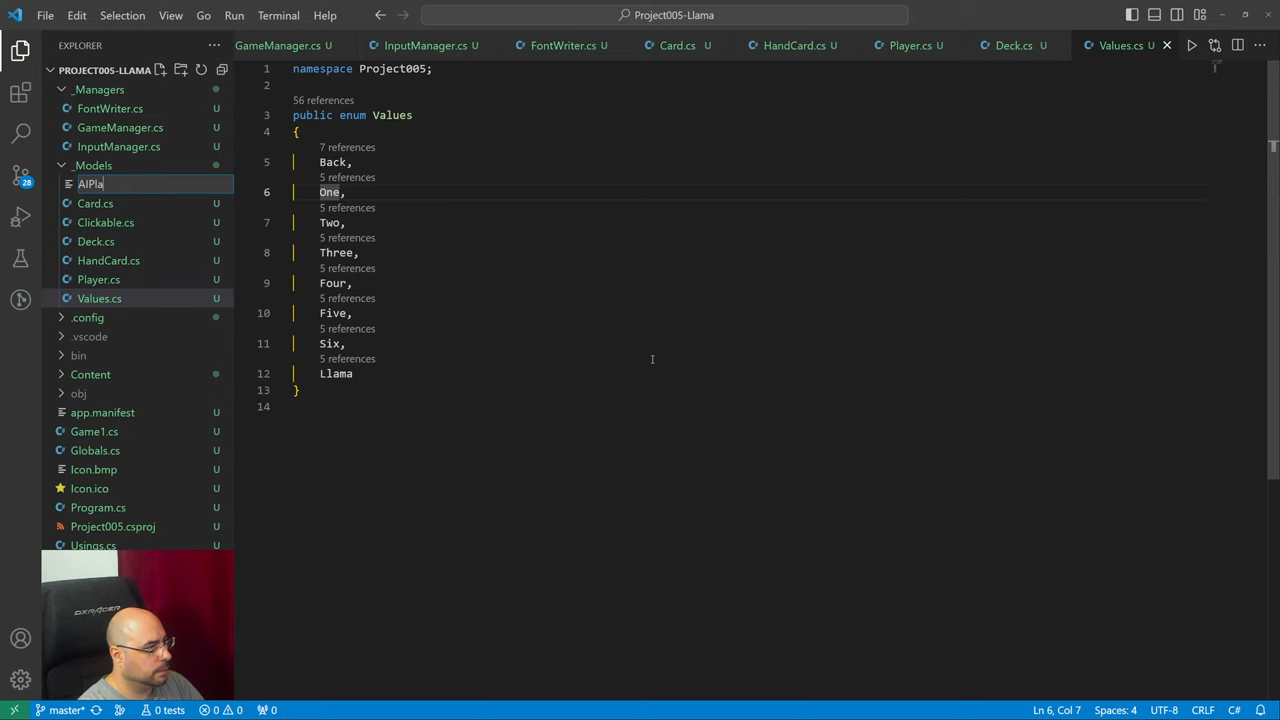 File Edit Selection View Go Run Terminal Help
Project005-Llama
EXPLORER
GameManager.cs U InputManager.cs U FontWriter.cs U Card.cs U HandCard.cs U Player.cs U Deck.cs U Values.cs U
PROJECT005-LLAMA
_Managers
FontWriter.cs U
GameManager.cs U
InputManager.cs U
_Models
AIPla
Card.cs U
Clickable.cs U
Deck.cs U
HandCard.cs U
Player.cs U
Values.cs U
.config
.vscode
bin
Content
obj
app.manifest U
Game1.cs U
Globals.cs U
Icon.bmp U
Icon.ico U
Program.cs U
Project005.csproj U
Usings.cs U
28
1 namespace Project005;
2
56 references
3 public enum Values
4 {
7 references
5 Back,
5 references
6 One,
5 references
7 Two,
5 references
8 Three,
5 references
9 Four,
5 references
10 Five,
5 references
11 Six,
5 references
12 Llama
13 }
14
DXRACER
master* 0 tests 0 0 0 Ln 6, Col 7 Spaces: 4 UTF-8 CRLF C#